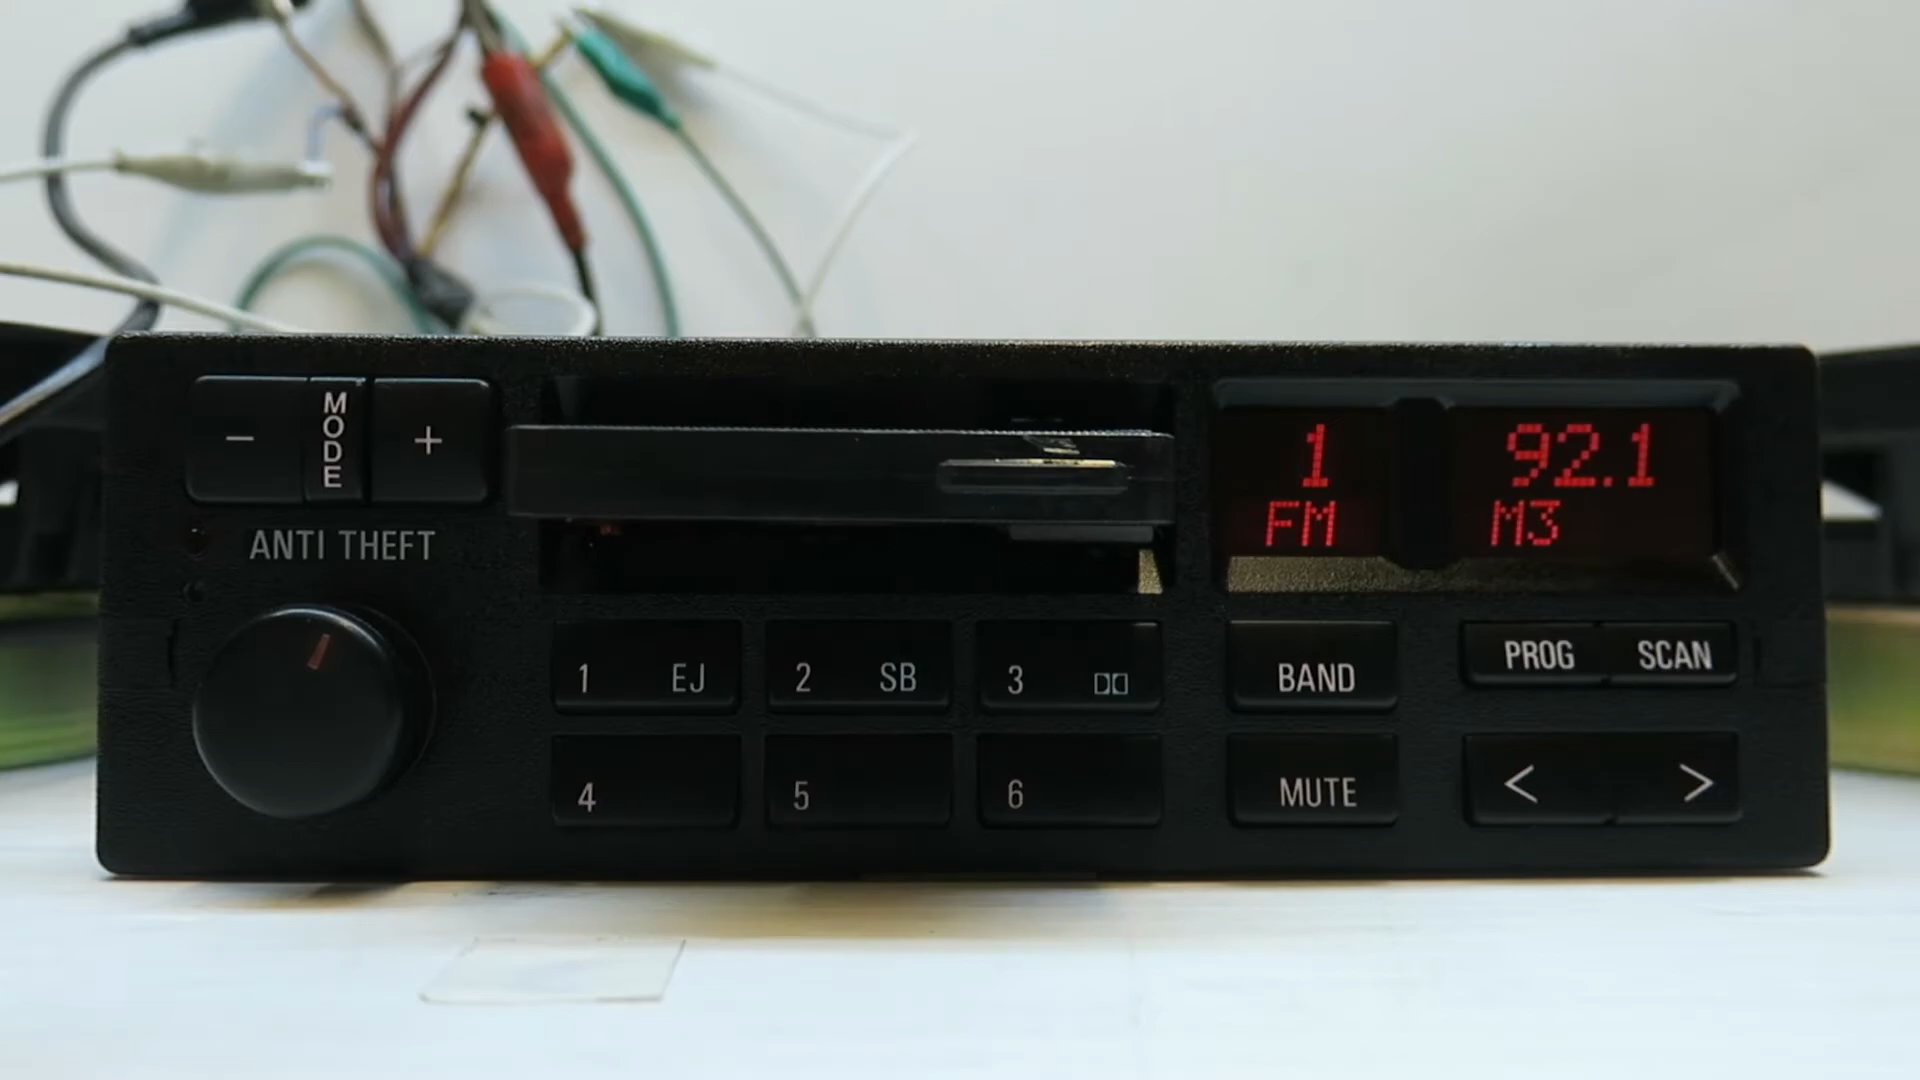 − MODE +
1 92.1
FM M3
ANTI THEFT
1 EJ 2 SB 3 BAND PROG SCAN
4 5 6 MUTE < >